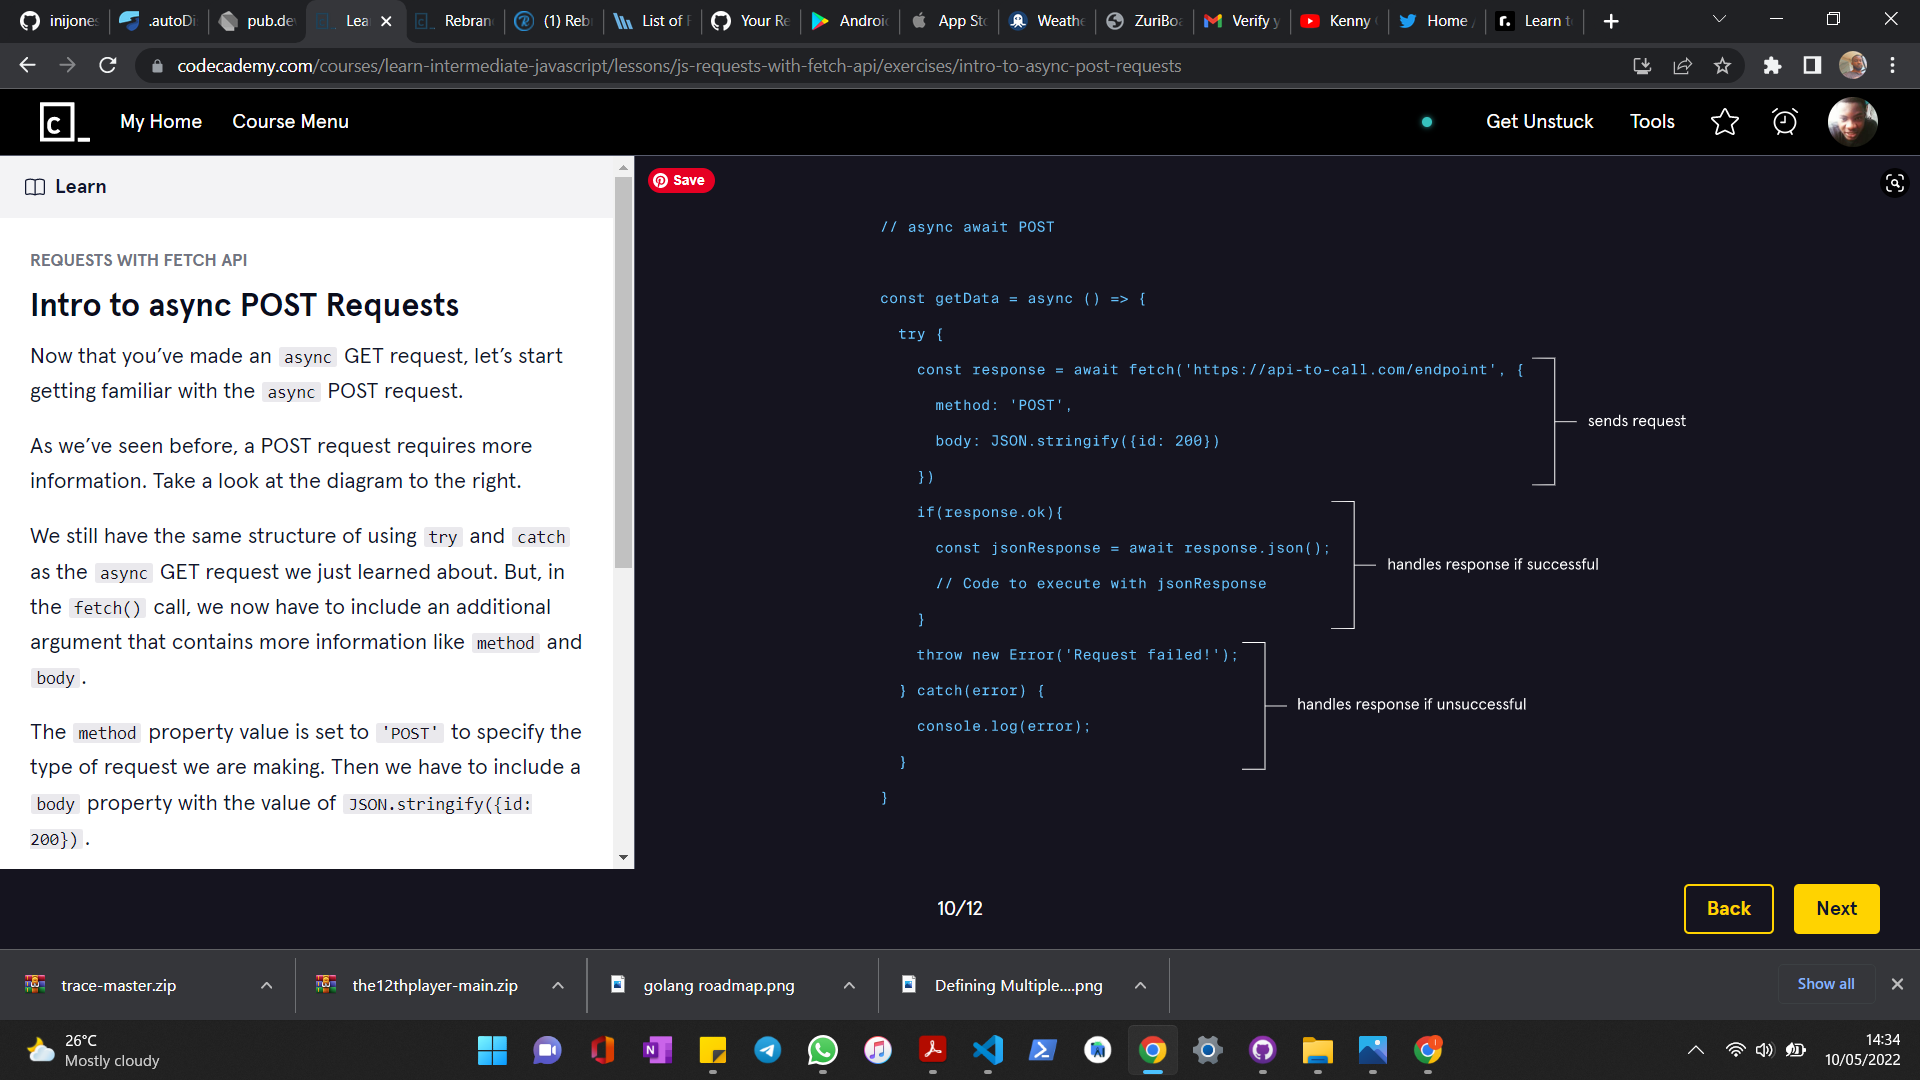 inijones
.autoDi
pub.dev
Lea
Rebran
(1) Reb
List of F
Your Re
Androi
App Sto
Weathe
ZuriBoa
Verify y
Kenny
Home
Learn t
codecademy.com/courses/learn-intermediate-javascript/lessons/js-requests-with-fetch-api/exercises/intro-to-async-post-requests
c_
My Home
Course Menu
Get Unstuck
Tools
Learn
REQUESTS WITH FETCH API
Intro to async POST Requests
Now that you’ve made an async GET request, let’s start
getting familiar with the async POST request.
As we’ve seen before, a POST request requires more
information. Take a look at the diagram to the right.
We still have the same structure of using try and catch
as the async GET request we just learned about. But, in
the fetch() call, we now have to include an additional
argument that contains more information like method and
body.
The method property value is set to 'POST' to specify the
type of request we are making. Then we have to include a
body property with the value of JSON.stringify({id:
200}).
Save
// async await POST
const getData = async () => {
try {
const response = await fetch('https://api-to-call.com/endpoint', {
method: 'POST',
body: JSON.stringify({id: 200})
})
sends request
if(response.ok){
const jsonResponse = await response.json();
// Code to execute with jsonResponse
}
handles response if successful
throw new Error('Request failed!');
} catch(error) {
console.log(error);
}
handles response if unsuccessful
}
10/12
Back
Next
trace-master.zip
the12thplayer-main.zip
golang roadmap.png
Defining Multiple....png
Show all
26°C
Mostly cloudy
14:34
10/05/2022